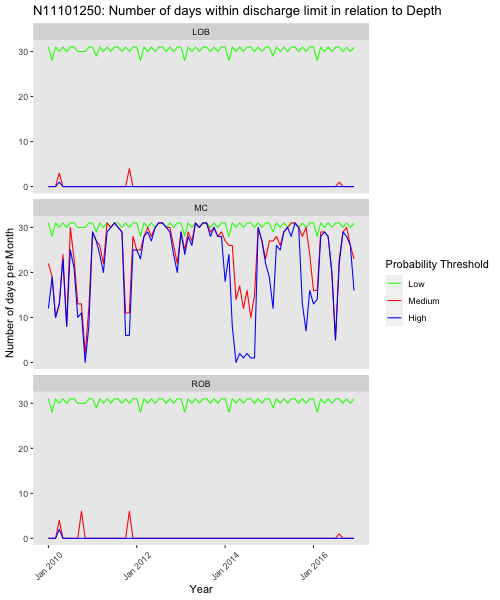 N11101250: Number of days within discharge limit in relation to Depth
LOB
30
20
10
0
MC
30
20
10
0
ROB
30
20
10
0
Number of days per Month
Jan 2010
Jan 2012
Jan 2014
Jan 2016
Year
Probability Threshold
Low
Medium
High